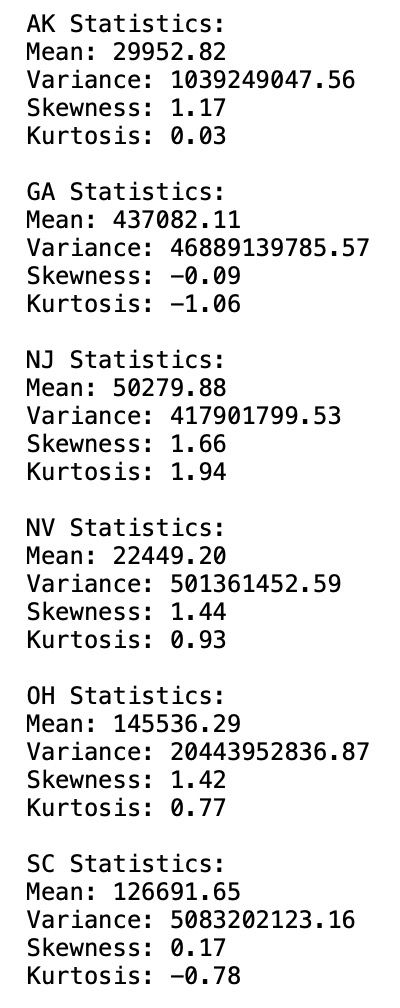 AK Statistics:
Mean: 29952.82
Variance: 1039249047.56
Skewness: 1.17
Kurtosis: 0.03
GA Statistics:
Mean: 437082.11
Variance: 46889139785.57
Skewness: -0.09
Kurtosis: -1.06
NJ Statistics:
Mean: 50279.88
Variance: 417901799.53
Skewness: 1.66
Kurtosis: 1.94
NV Statistics:
Mean: 22449.20
Variance: 501361452.59
Skewness: 1.44
Kurtosis: 0.93
OH Statistics:
Mean: 145536.29
Variance: 20443952836.87
Skewness: 1.42
Kurtosis: 0.77
SC Statistics:
Mean: 126691.65
Variance: 5083202123.16
Skewness: 0.17
Kurtosis: -0.78